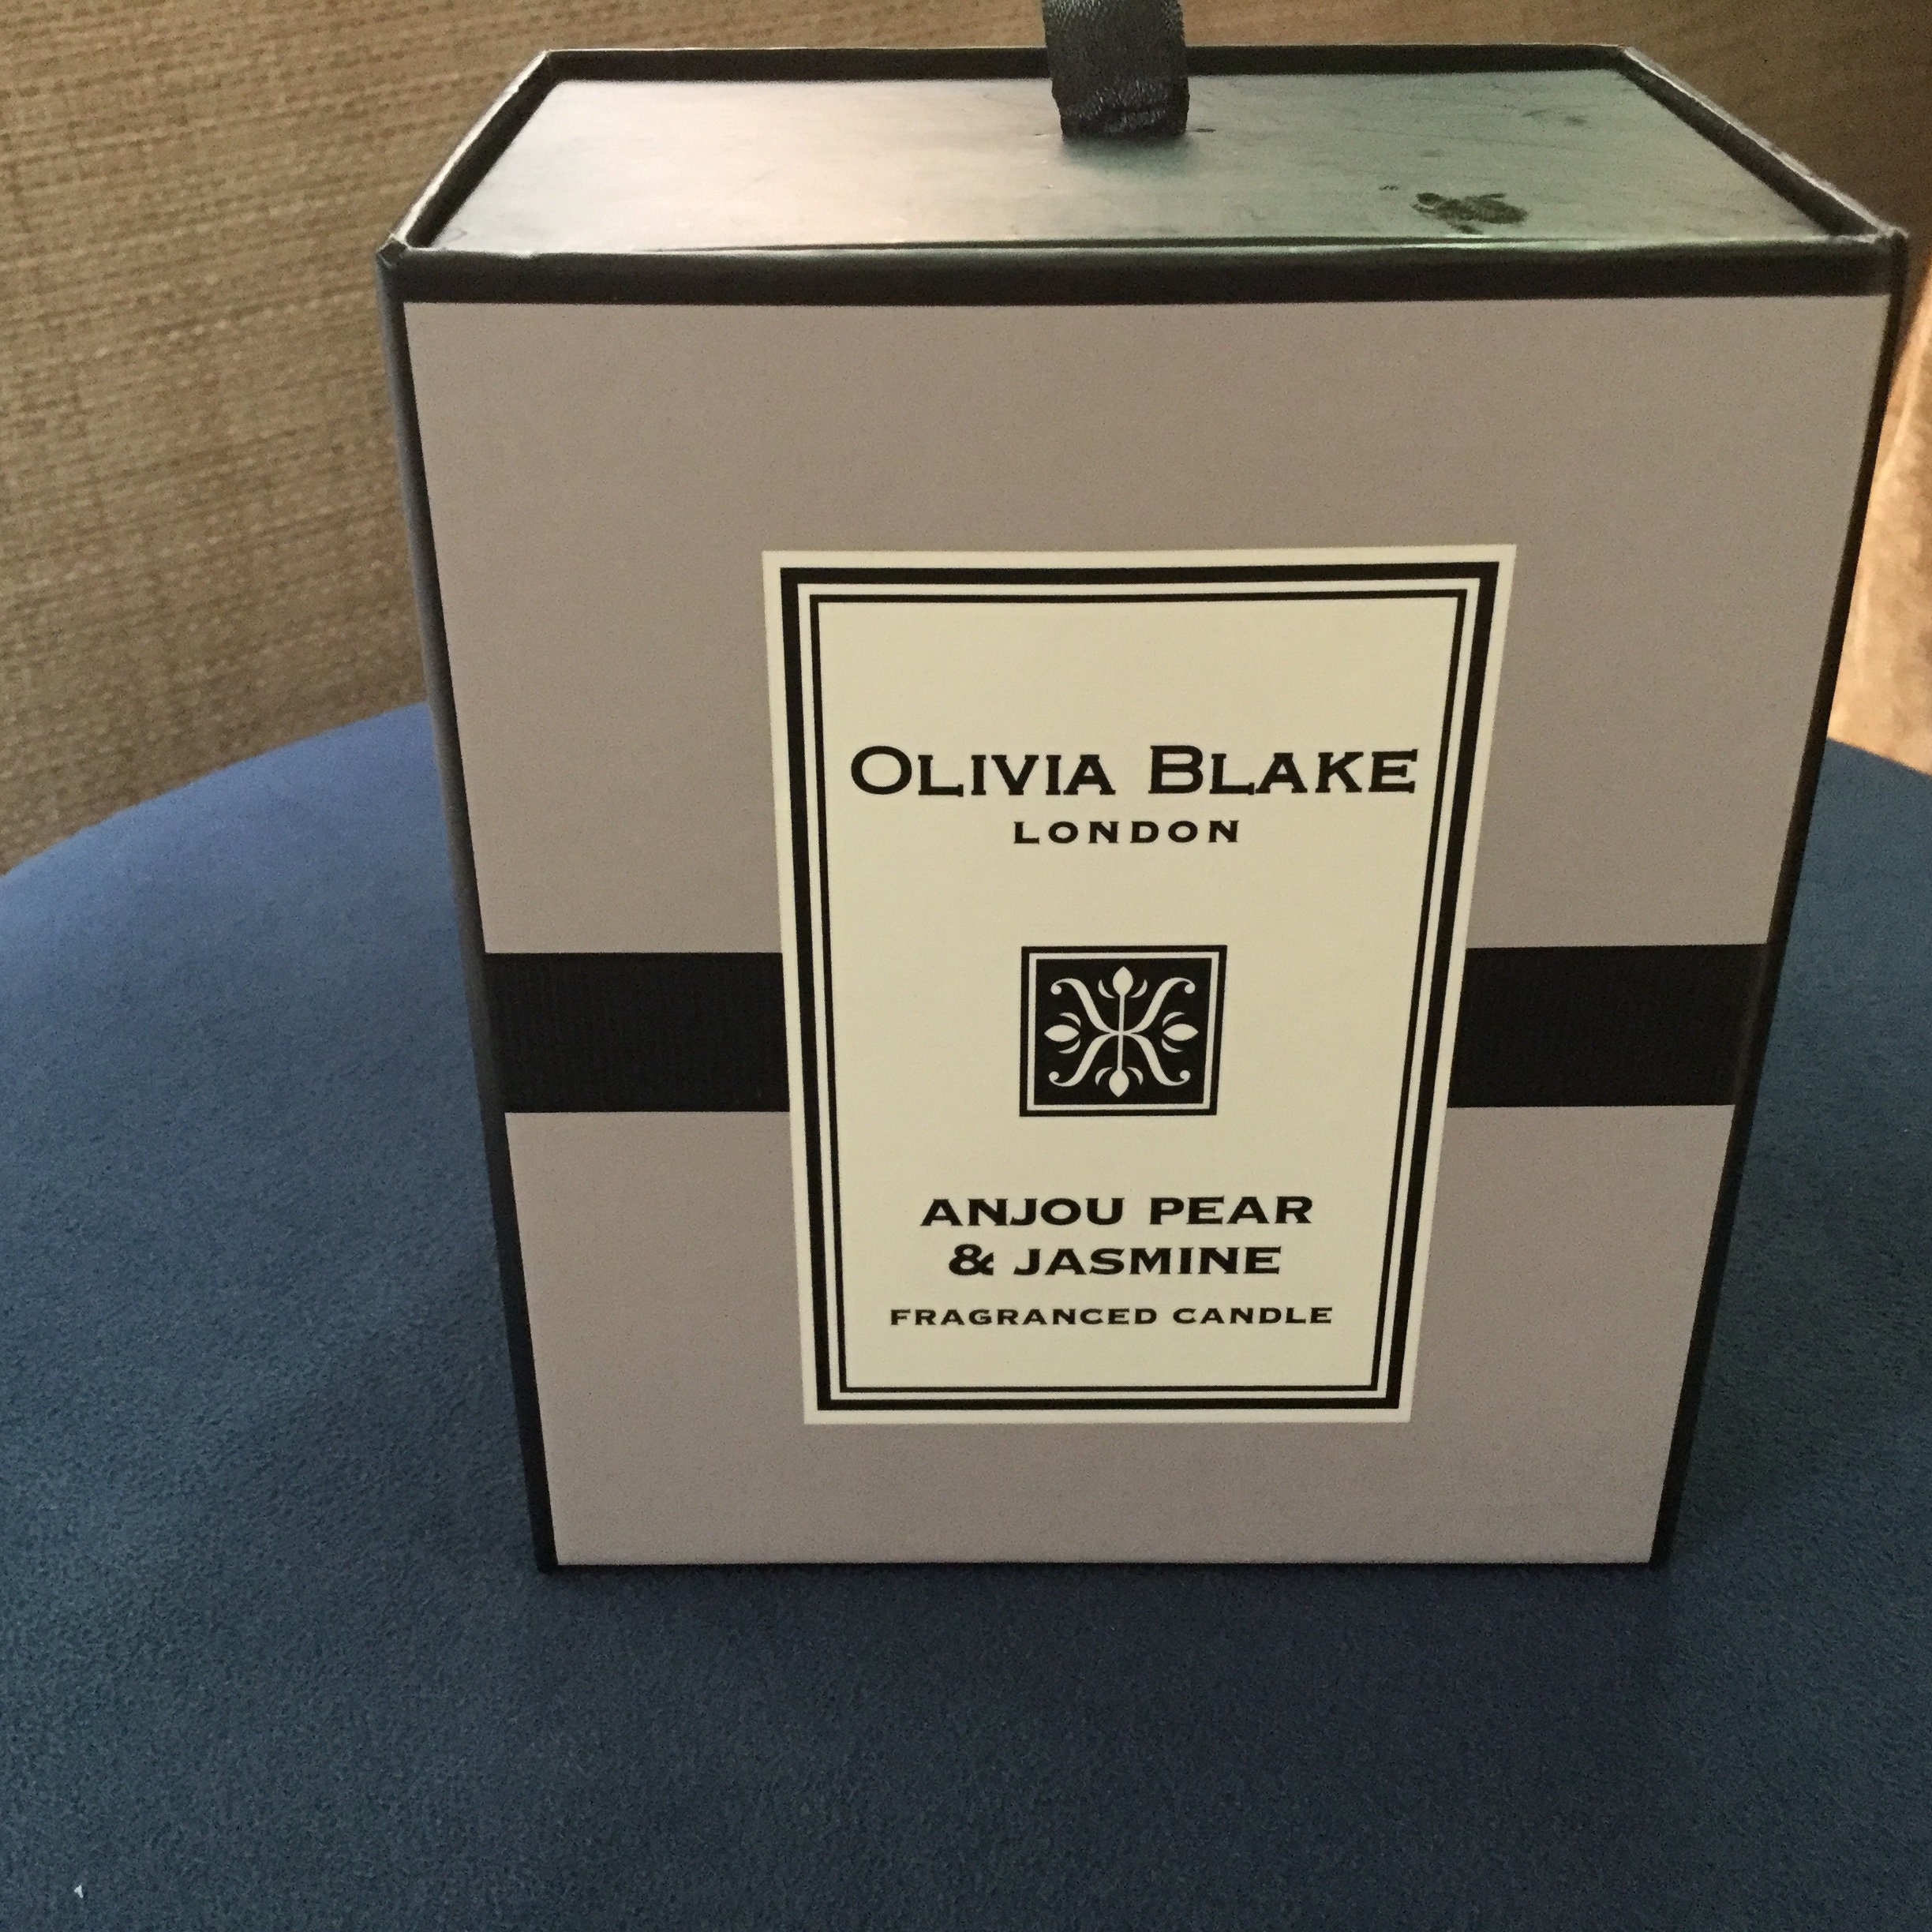 OLIVIA BLAKE
LONDON
ANJOU PEAR
& JASMINE
FRAGRANCED CANDLE